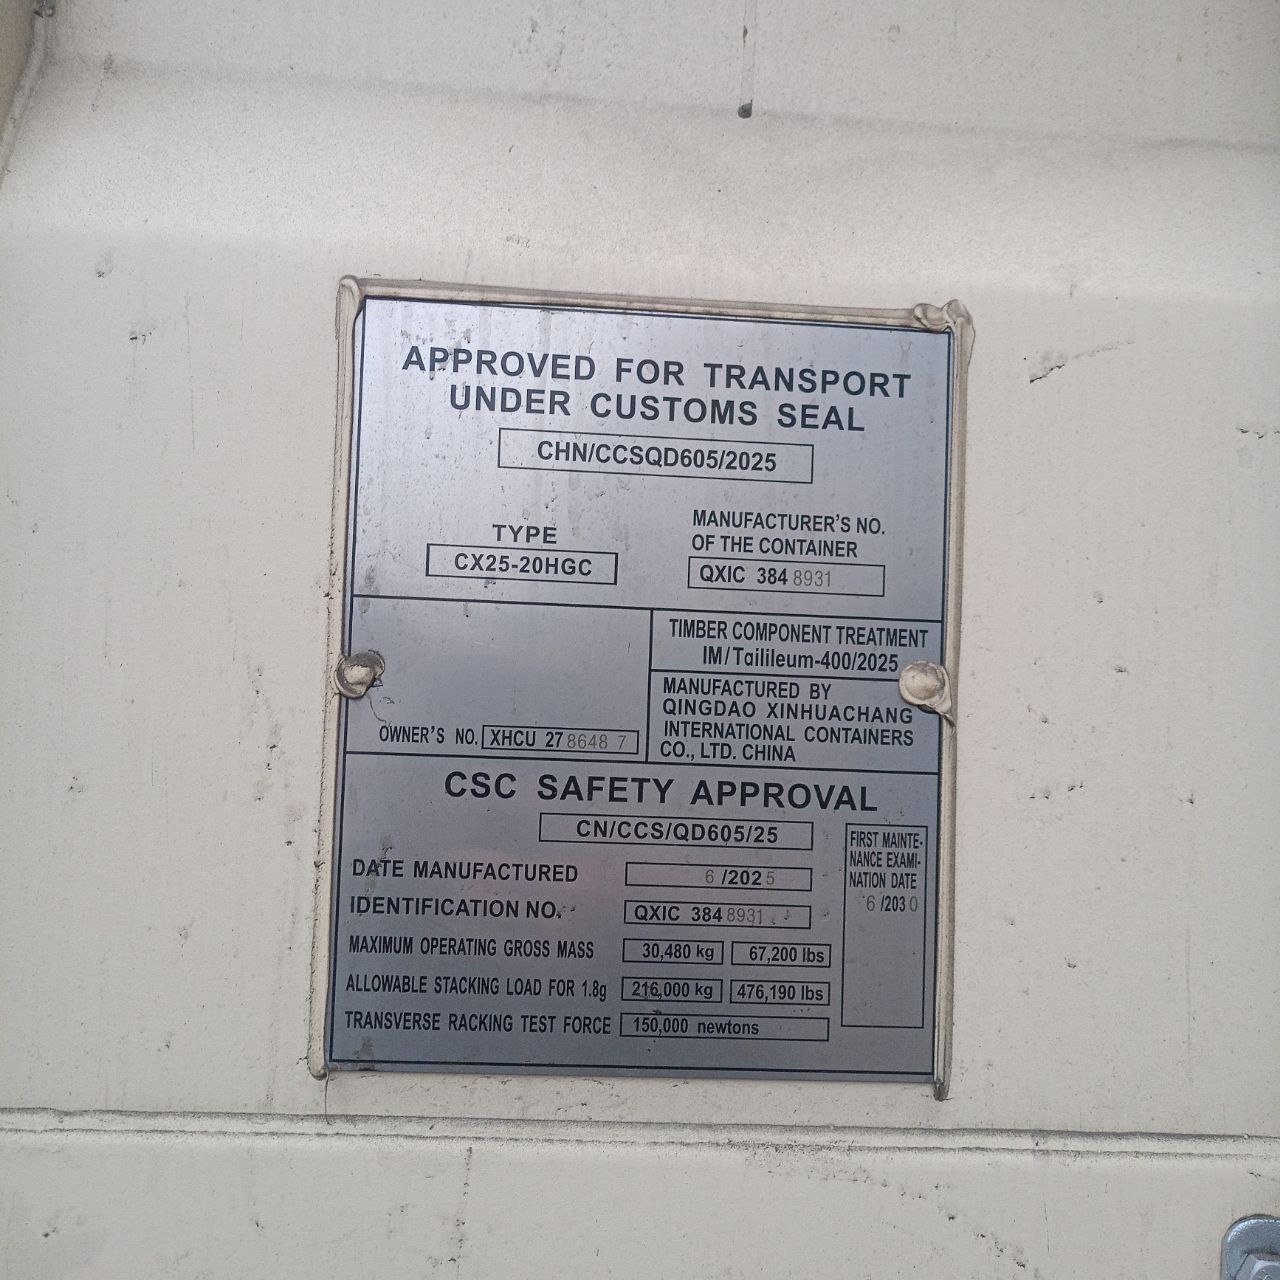 APPROVED FOR TRANSPORT
UNDER CUSTOMS SEAL
CHN/CCSQD605/2025
TYPE
CX25-20HGC
MANUFACTURER'S NO.
OF THE CONTAINER
QXIC 384 8931
TIMBER COMPONENT TREATMENT
IM/Tailileum-400/2025
MANUFACTURED BY
QINGDAO XINHUACHANG
INTERNATIONAL CONTAINERS
CO., LTD. CHINA
OWNER'S NO. XHCU 27 8648 7
CSC SAFETY APPROVAL
CN/CCS/QD605/25
DATE MANUFACTURED 6 /2025
IDENTIFICATION NO. QXIC 384 8931
MAXIMUM OPERATING GROSS MASS 30,480 kg 67,200 lbs
ALLOWABLE STACKING LOAD FOR 1.8g 216,000 kg 476,190 lbs
TRANSVERSE RACKING TEST FORCE 150,000 newtons
FIRST MAINTE-
NANCE EXAMI-
NATION DATE
6 /2030